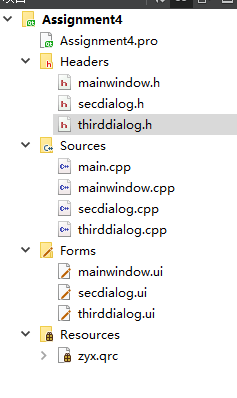 Assignment4
Assignment4.pro
Headers
mainwindow.h
secdialog.h
thirddialog.h
Sources
main.cpp
mainwindow.cpp
secdialog.cpp
thirddialog.cpp
Forms
mainwindow.ui
secdialog.ui
thirddialog.ui
Resources
zyx.qrc